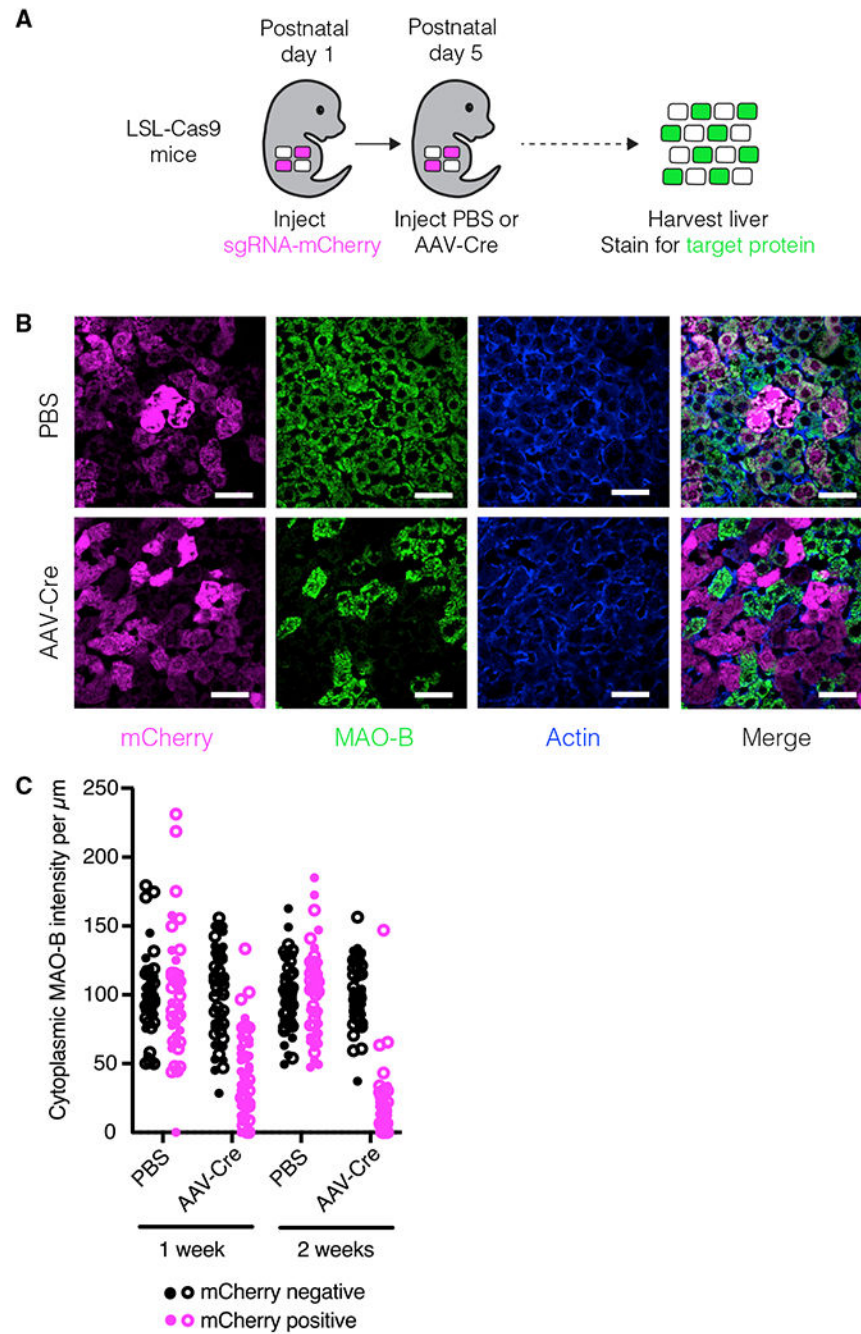 A
Postnatal
day 1
Postnatal
day 5
LSL-Cas9
mice
Inject
sgRNA-mCherry
Inject PBS or
AAV-Cre
Harvest liver
Stain for target protein
B
PBS
AAV-Cre
mCherry
MAO-B
Actin
Merge
C
Cytoplasmic MAO-B intensity per µm
250
200
150
100
50
0
PBS
AAV-Cre
PBS
AAV-Cre
1 week
2 weeks
mCherry negative
mCherry positive